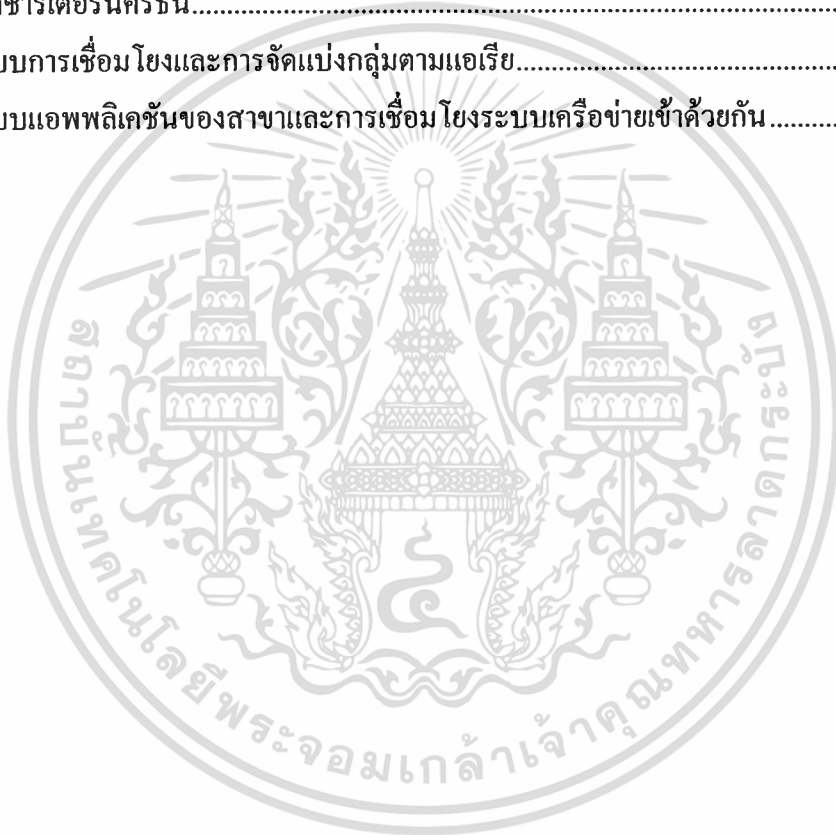 .....................................................................................
บบการเชื่อมโยงและการจัดแบ่งกลุ่มตามแอเรีย..........................................
บบแอพพลิเคชันของสาขาและการเชื่อมโยงระบบเครือข่ายเข้าด้วยกัน..........
สถาบันเทคโนโลยีพระจอมเกล้าเจ้าคุณทหารลาดกระบัง